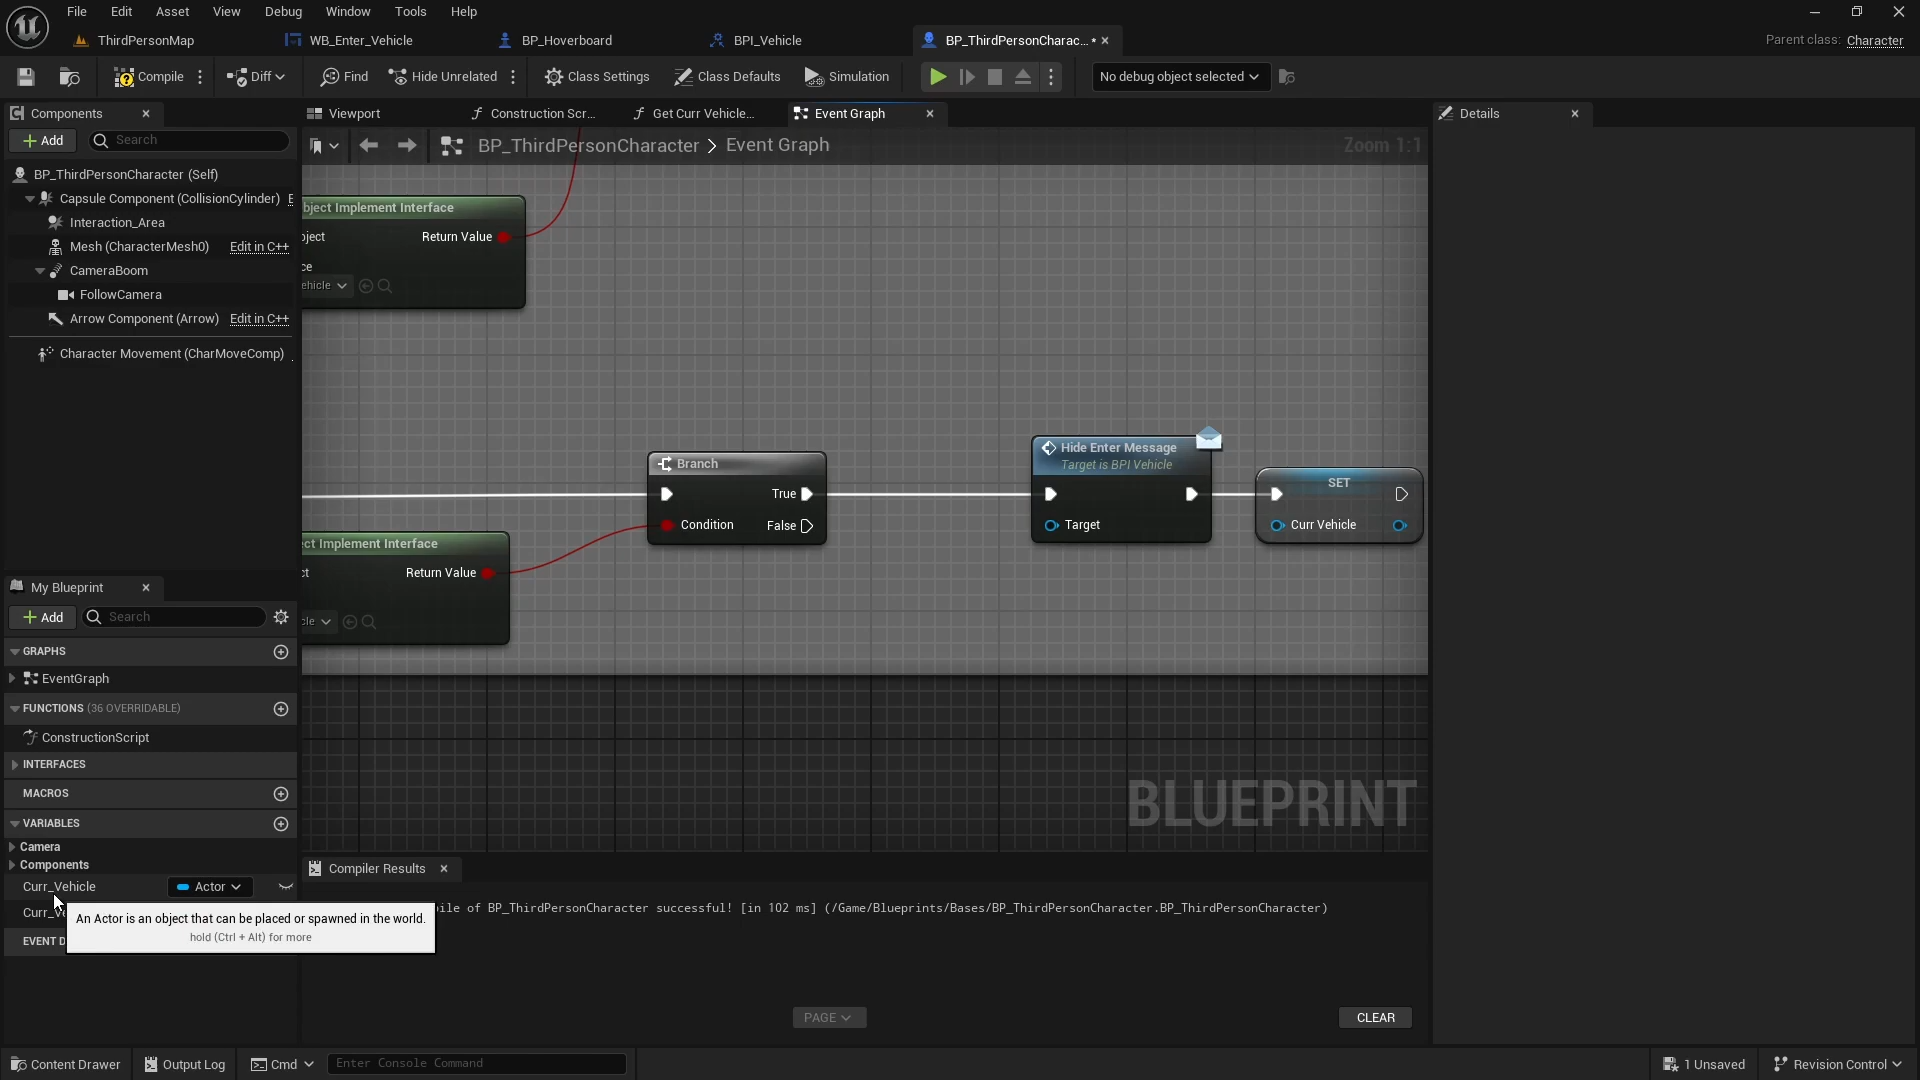 File Edit Asset View Debug Window Tools Help
ThirdPersonMap WB_Enter_Vehicle BP_Hoverboard BPI_Vehicle BP_ThirdPersonCharac... • Parent class: Character
Compile Diff Find Hide Unrelated Class Settings Class Defaults Simulation No debug object selected
Components Viewport Construction Scr... Get Curr Vehicle... Event Graph Details
Add Search
BP_ThirdPersonCharacter > Event Graph Zoom 1:1
BP_ThirdPersonCharacter (Self)
Capsule Component (CollisionCylinder) E
Interaction_Area
Mesh (CharacterMesh0) Edit in C++
CameraBoom
FollowCamera
Arrow Component (Arrow) Edit in C++
Character Movement (CharMoveComp)
bject Implement Interface
bject Return Value
ce
ehicle
Branch
True
Condition False
Hide Enter Message
Target is BPI Vehicle
Target
SET
Curr Vehicle
ct Implement Interface
ct Return Value
cle
My Blueprint
Add Search
GRAPHS
EventGraph
FUNCTIONS (36 OVERRIDABLE)
ConstructionScript
INTERFACES
MACROS
VARIABLES
Camera
Components
Curr_Vehicle Actor
Curr_Ve
EVENT D
An Actor is an object that can be placed or spawned in the world.
hold (Ctrl + Alt) for more
BLUEPRINT
Compiler Results
ile of BP_ThirdPersonCharacter successful! [in 102 ms] (/Game/Blueprints/Bases/BP_ThirdPersonCharacter.BP_ThirdPersonCharacter)
PAGE CLEAR
Content Drawer Output Log Cmd Enter Console Command 1 Unsaved Revision Control